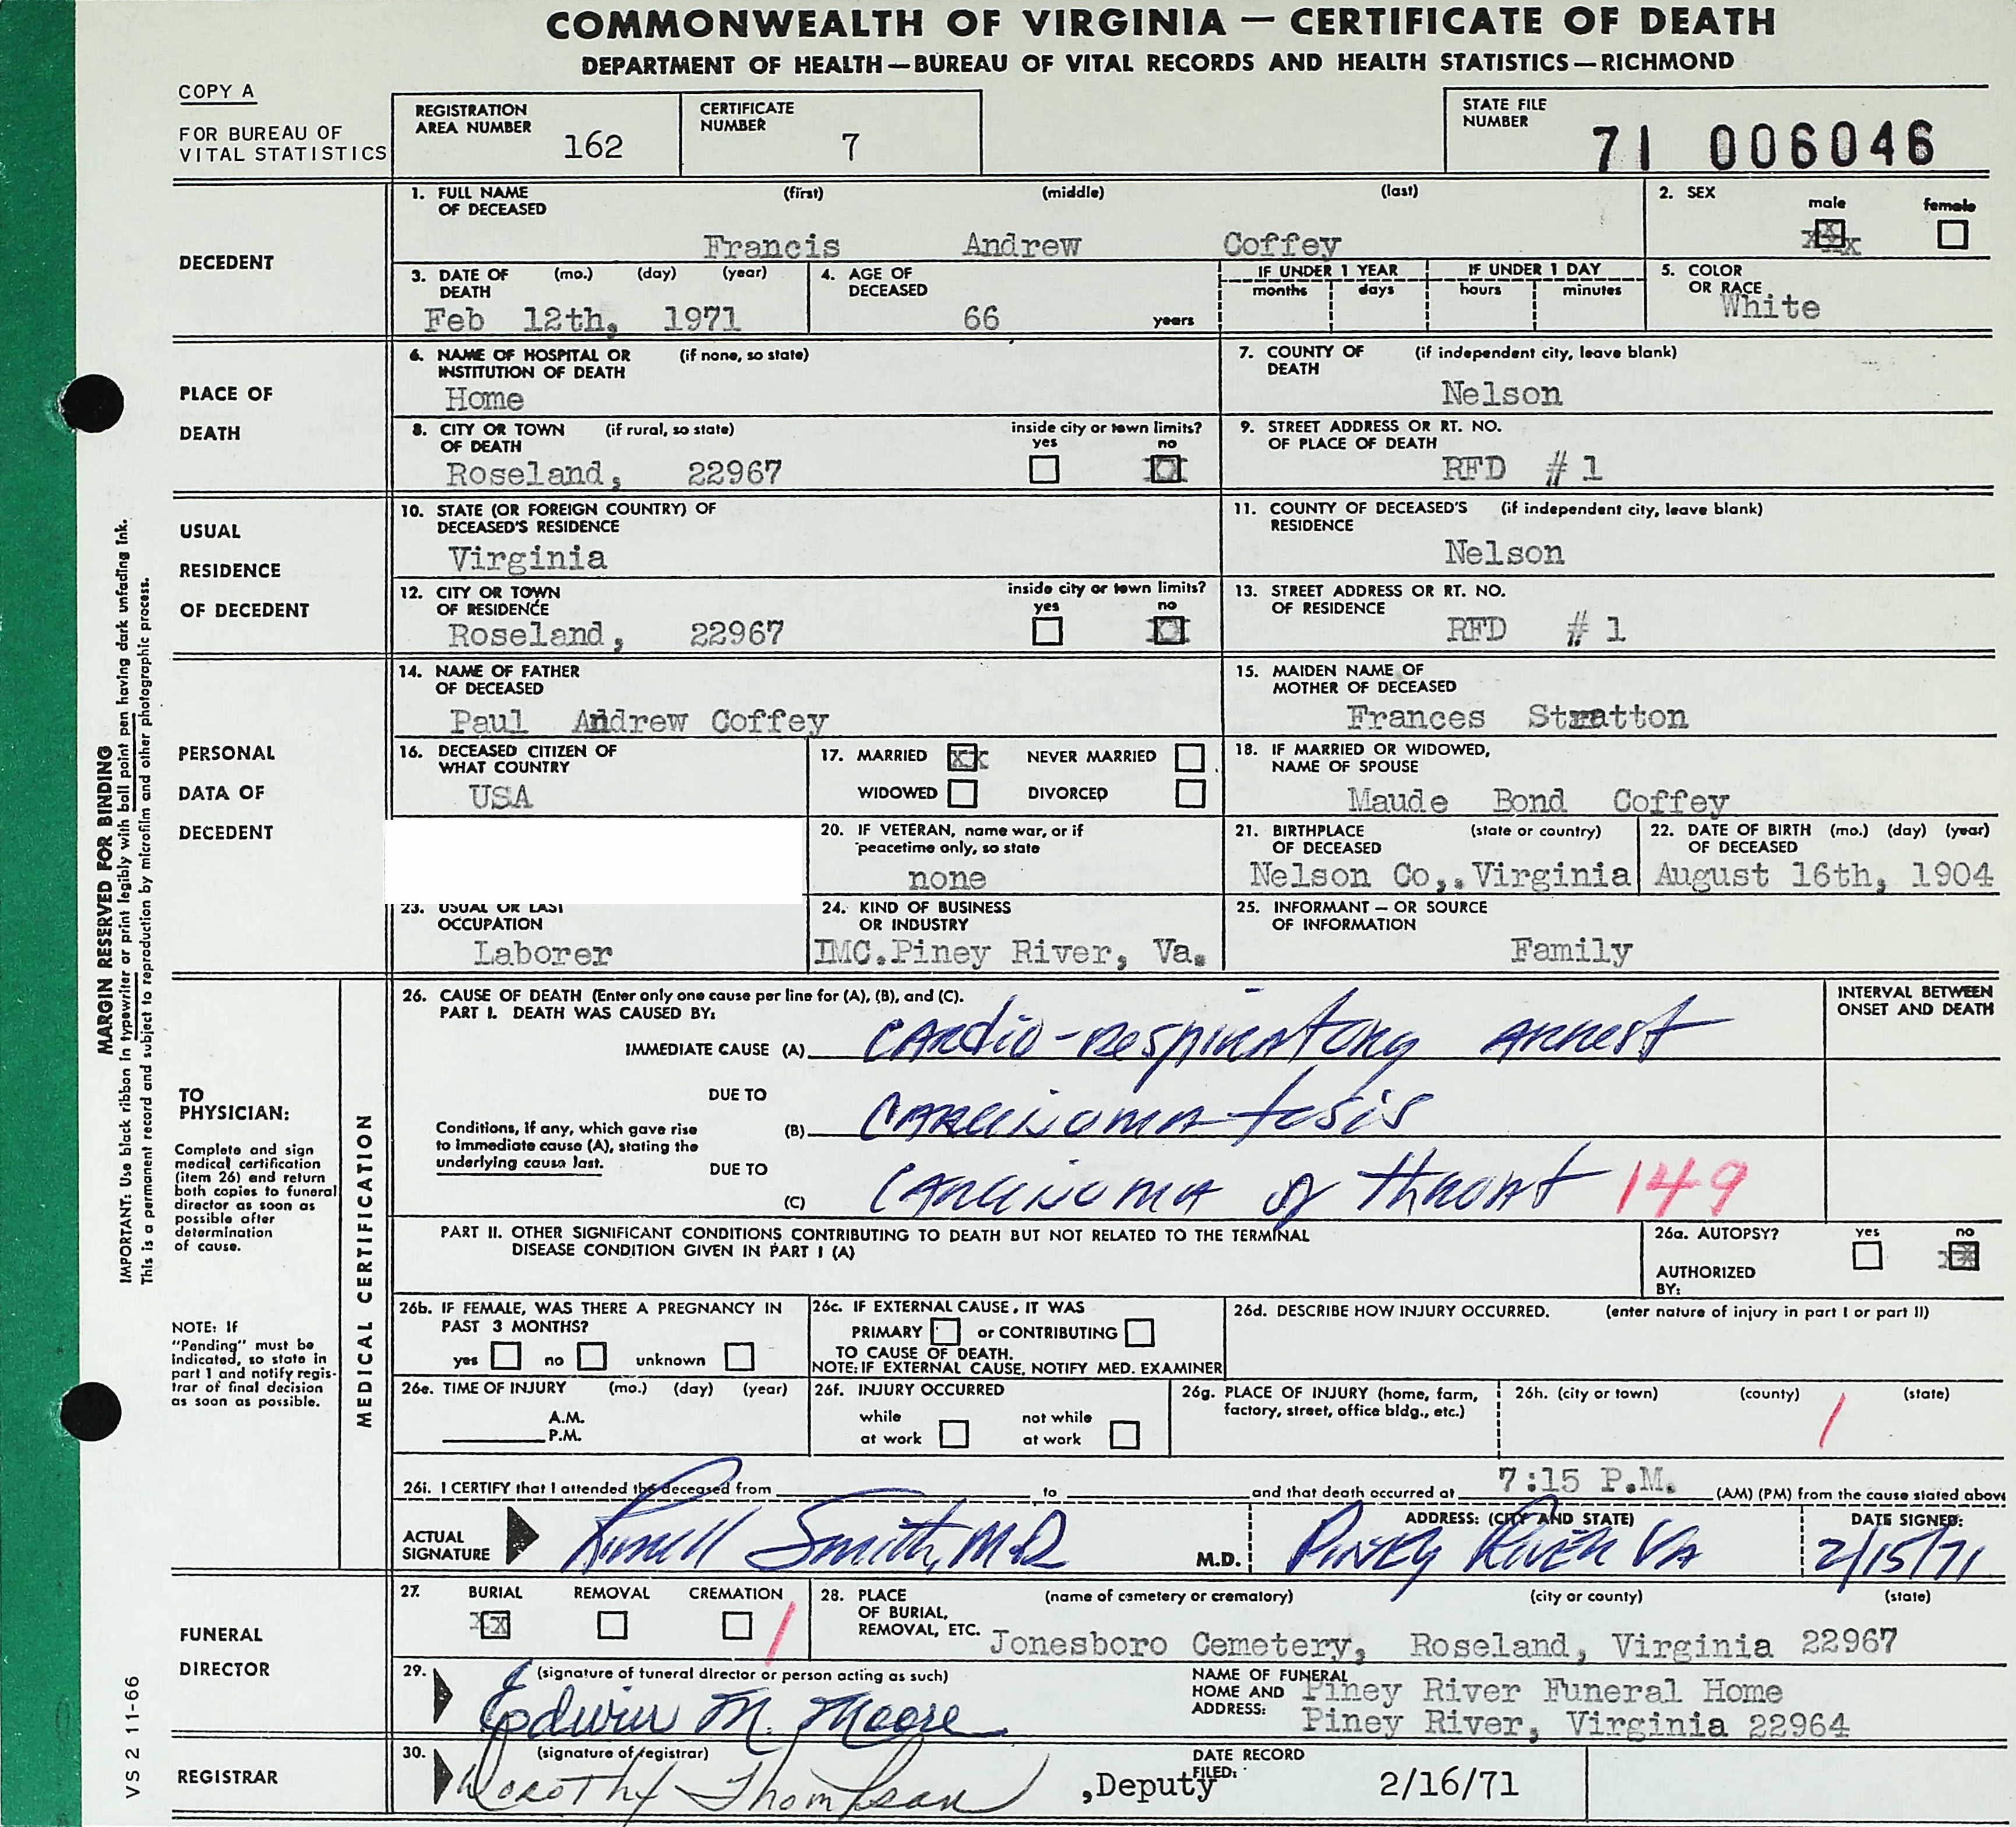 COMMONWEALTH OF VIRGINIA — CERTIFICATE OF DEATH
DEPARTMENT OF HEALTH—BUREAU OF VITAL RECORDS AND HEALTH STATISTICS—RICHMOND
COPY A
FOR BUREAU OF
VITAL STATISTICS
REGISTRATION
AREA NUMBER 162
CERTIFICATE
NUMBER 7
STATE FILE
NUMBER 71 006046
DECEDENT
1. FULL NAME (first) (middle) (last)
OF DECEASED
Francis Andrew Coffey
2. SEX
male female
xXx
3. DATE OF (mo.) (day) (year)
DEATH
Feb 12th, 1971
4. AGE OF
DECEASED
66 years
IF UNDER 1 YEAR IF UNDER 1 DAY
months days hours minutes
5. COLOR
OR RACE
White
PLACE OF
DEATH
6. NAME OF HOSPITAL OR (if none, so state)
INSTITUTION OF DEATH
Home
7. COUNTY OF (if independent city, leave blank)
DEATH
Nelson
8. CITY OR TOWN (if rural, so state) inside city or town limits?
OF DEATH yes no
Roseland, 22967 X
9. STREET ADDRESS OR RT. NO.
OF PLACE OF DEATH
RFD #1
USUAL
RESIDENCE
OF DECEDENT
10. STATE (OR FOREIGN COUNTRY) OF
DECEASED'S RESIDENCE
Virginia
11. COUNTY OF DECEASED'S (if independent city, leave blank)
RESIDENCE
Nelson
12. CITY OR TOWN inside city or town limits?
OF RESIDENCE yes no
Roseland, 22967 X
13. STREET ADDRESS OR RT. NO.
OF RESIDENCE
RFD #1
PERSONAL
DATA OF
DECEDENT
14. NAME OF FATHER
OF DECEASED
Paul Andrew Coffey
15. MAIDEN NAME OF
MOTHER OF DECEASED
Frances Stratton
16. DECEASED CITIZEN OF
WHAT COUNTRY
USA
17. MARRIED XX NEVER MARRIED
WIDOWED DIVORCED
18. IF MARRIED OR WIDOWED,
NAME OF SPOUSE
Maude Bond Coffey
20. IF VETERAN, name war, or if
peacetime only, so state
none
21. BIRTHPLACE (state or country)
OF DECEASED
Nelson Co,.Virginia
22. DATE OF BIRTH (mo.) (day) (year)
OF DECEASED
August 16th, 1904
23. USUAL OR LAST
OCCUPATION
Laborer
24. KIND OF BUSINESS
OR INDUSTRY
IMC.Piney River, Va.
25. INFORMANT — OR SOURCE
OF INFORMATION
Family
MARGIN RESERVED FOR BINDING
IMPORTANT: Use black ribbon in typewriter or print legibly with ball point pen having dark unfading ink.
This is a permanent record and subject to reproduction by microfilm and other photographic process.
TO
PHYSICIAN:
Complete and sign
medical certification
(item 26) and return
both copies to funeral
director as soon as
possible after
determination
of cause.
NOTE: If
"Pending" must be
indicated, so state in
part 1 and notify regis-
trar of final decision
as soon as possible.
MEDICAL CERTIFICATION
26. CAUSE OF DEATH (Enter only one cause per line for (A), (B), and (C).
PART I. DEATH WAS CAUSED BY:
INTERVAL BETWEEN
ONSET AND DEATH
IMMEDIATE CAUSE (A) Cardio-Respiratory Arrest
DUE TO
Conditions, if any, which gave rise
to immediate cause (A), stating the
underlying cause last.
(B) Carcinomatosis
DUE TO
(C) Carcinoma of throat 149
PART II. OTHER SIGNIFICANT CONDITIONS CONTRIBUTING TO DEATH BUT NOT RELATED TO THE TERMINAL
DISEASE CONDITION GIVEN IN PART I (A)
26a. AUTOPSY? yes no
XX
AUTHORIZED
BY:
26b. IF FEMALE, WAS THERE A PREGNANCY IN
PAST 3 MONTHS?
yes no unknown
26c. IF EXTERNAL CAUSE, IT WAS
PRIMARY or CONTRIBUTING
TO CAUSE OF DEATH.
NOTE: IF EXTERNAL CAUSE, NOTIFY MED. EXAMINER
26d. DESCRIBE HOW INJURY OCCURRED. (enter nature of injury in part I or part II)
26e. TIME OF INJURY (mo.) (day) (year)
A.M.
P.M.
26f. INJURY OCCURRED
while not while
at work at work
26g. PLACE OF INJURY (home, farm,
factory, street, office bldg., etc.)
26h. (city or town) (county) (state)
/
26i. I CERTIFY that I attended the deceased from to and that death occurred at 7:15 P.M. (AM) (PM) from the cause stated above
ACTUAL
SIGNATURE Russell Smith, M.D. M.D.
ADDRESS: (CITY AND STATE)
Piney River VA
DATE SIGNED:
2/15/71
FUNERAL
DIRECTOR
27. BURIAL REMOVAL CREMATION
XX /
28. PLACE (name of cemetery or crematory) (city or county) (state)
OF BURIAL,
REMOVAL, ETC. Jonesboro Cemetery, Roseland, Virginia 22967
29. (signature of funeral director or person acting as such)
Edwin M. Moore
NAME OF FUNERAL
HOME AND
ADDRESS:
Piney River Funeral Home
Piney River, Virginia 22964
REGISTRAR
30. (signature of registrar)
Dorothy Thompson ,Deputy
DATE RECORD
FILED:
2/16/71
VS 2 11-66